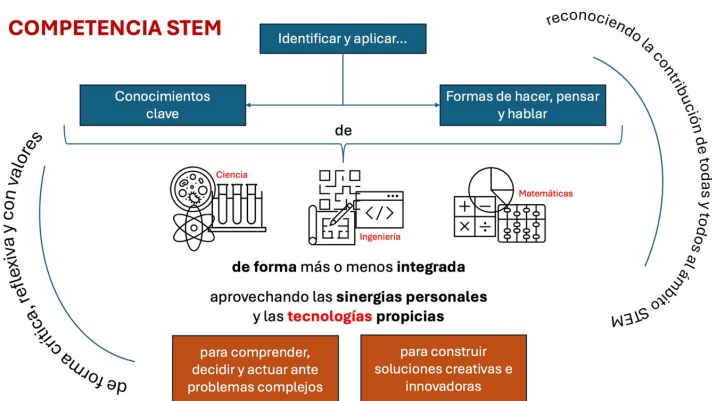 COMPETENCIA STEM
Identificar y aplicar...
reconociendo la contribución de todas y todos al ámbito STEM
Conocimientos
clave
Formas de hacer, pensar
y hablar
de
de forma crítica, reflexiva y con valores
Ciencia
Ingeniería
Matemáticas
de forma más o menos integrada
aprovechando las sinergias personales
y las tecnologías propicias
para comprender,
decidir y actuar ante
problemas complejos
para construir
soluciones creativas e
innovadoras